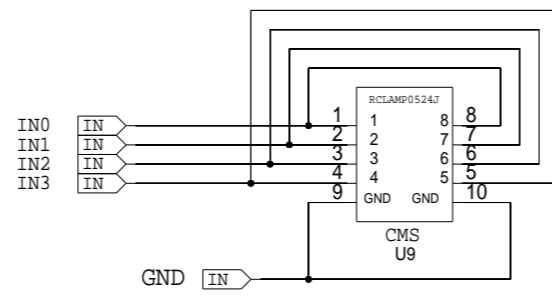 RCLAMP0524J
IN0 IN 1 1 8 8
IN1 IN 2 2 7 7
IN2 IN 3 3 6 6
IN3 IN 4 4 5 5
9 GND GND 10
CMS
U9
GND IN